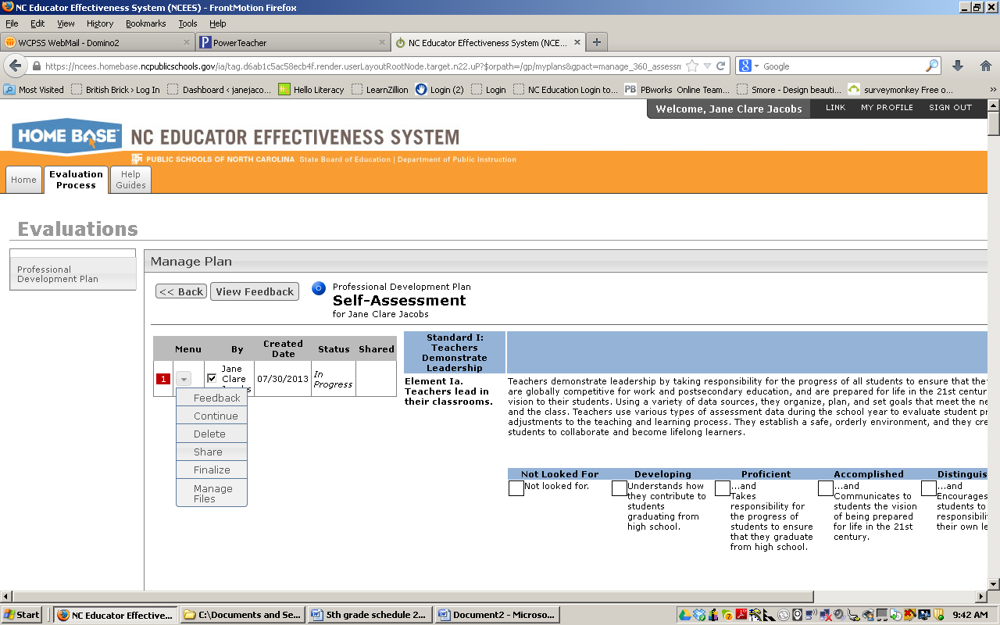 NC Educator Effectiveness System (NCEES) - FrontMotion Firefox
File Edit View History Bookmarks Tools Help
WCPSS WebMail - Domino2
PowerTeacher
NC Educator Effectiveness System (NCE...
https://ncees.homebase.ncpublicschools.gov/ia/tag.d6ab1c5ac58ecb4f.render.userLayoutRootNode.target.n22.uP?$orpath=/gp/myplans&gpact=manage_360_assessm
Google
Most Visited British Brick › Log In Dashboard ‹ janejaco... Hello Literacy LearnZillion Login (2) Login NC Education Login to... PBworks Online Team... Smore - Design beauti... surveymonkey Free o... »
Welcome, Jane Clare Jacobs LINK MY PROFILE SIGN OUT
HOME BASE NC EDUCATOR EFFECTIVENESS SYSTEM
PUBLIC SCHOOLS OF NORTH CAROLINA State Board of Education | Department of Public Instruction
Home
Evaluation
Process
Help
Guides
Evaluations
Professional
Development Plan
Manage Plan
<< Back View Feedback
Professional Development Plan
Self-Assessment
for Jane Clare Jacobs
Menu By Created Date Status Shared
1 Jane Clare Jacobs 07/30/2013 In Progress
Feedback
Continue
Delete
Share
Finalize
Manage
Files
Standard I:
Teachers
Demonstrate
Leadership
Element Ia.
Teachers lead in
their classrooms.
Teachers demonstrate leadership by taking responsibility for the progress of all students to ensure that the
are globally competitive for work and postsecondary education, and are prepared for life in the 21st centur
vision to their students. Using a variety of data sources, they organize, plan, and set goals that meet the ne
and the class. Teachers use various types of assessment data during the school year to evaluate student pr
adjustments to the teaching and learning process. They establish a safe, orderly environment, and they cre
students to collaborate and become lifelong learners.
Not Looked For Developing Proficient Accomplished Distinguis
Not looked for.
Understands how
they contribute to
students
graduating from
high school.
...and
Takes
responsibility for
the progress of
students to ensure
that they graduate
from high school.
...and
Communicates to
students the vision
of being prepared
for life in the 21st
century.
...and
Encourages
students to
responsibili
their own le
Start
NC Educator Effective...
C:\Documents and Se...
5th grade schedule 2...
Document2 - Microso...
9:42 AM